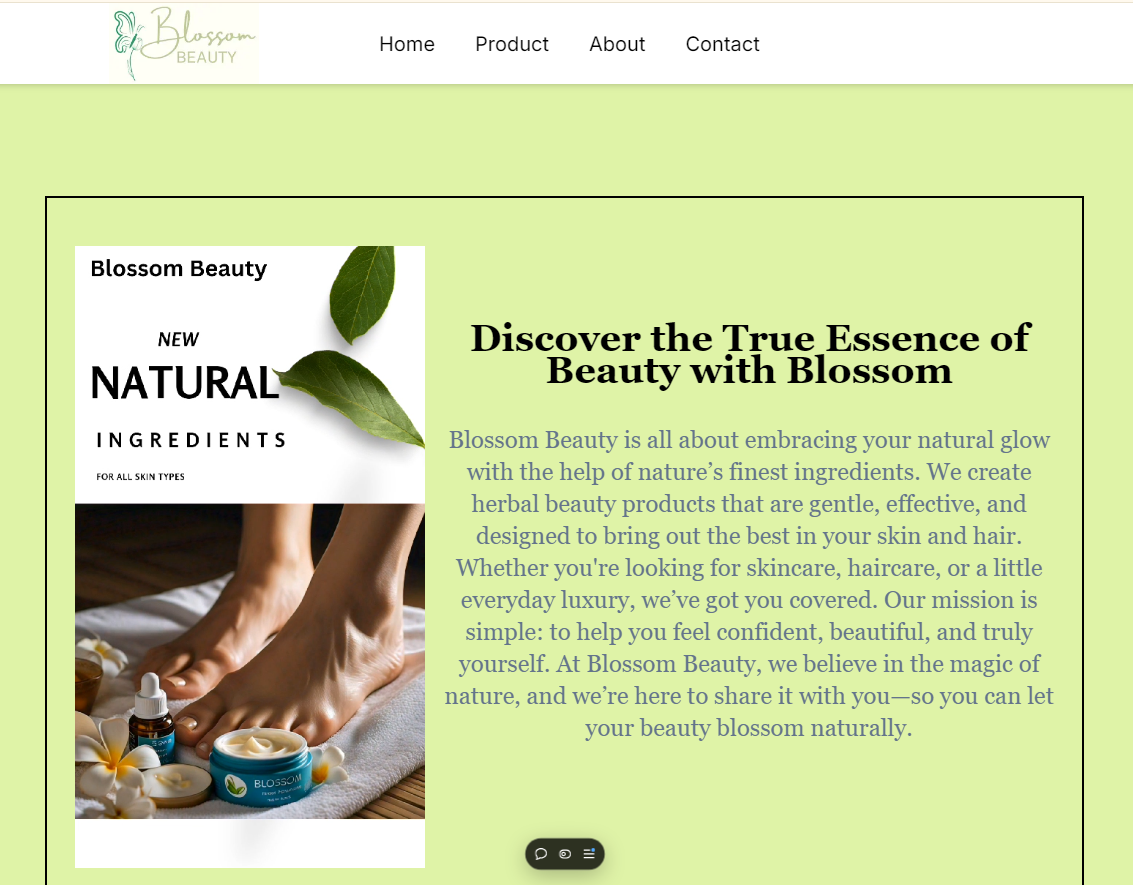 Blossom
BEAUTY
Home Product About Contact
Blossom Beauty
NEW
NATURAL
INGREDIENTS
FOR ALL SKIN TYPES
BLOSSOM
Discover the True Essence of
Beauty with Blossom
Blossom Beauty is all about embracing your natural glow
with the help of nature’s finest ingredients. We create
herbal beauty products that are gentle, effective, and
designed to bring out the best in your skin and hair.
Whether you're looking for skincare, haircare, or a little
everyday luxury, we’ve got you covered. Our mission is
simple: to help you feel confident, beautiful, and truly
yourself. At Blossom Beauty, we believe in the magic of
nature, and we’re here to share it with you—so you can let
your beauty blossom naturally.